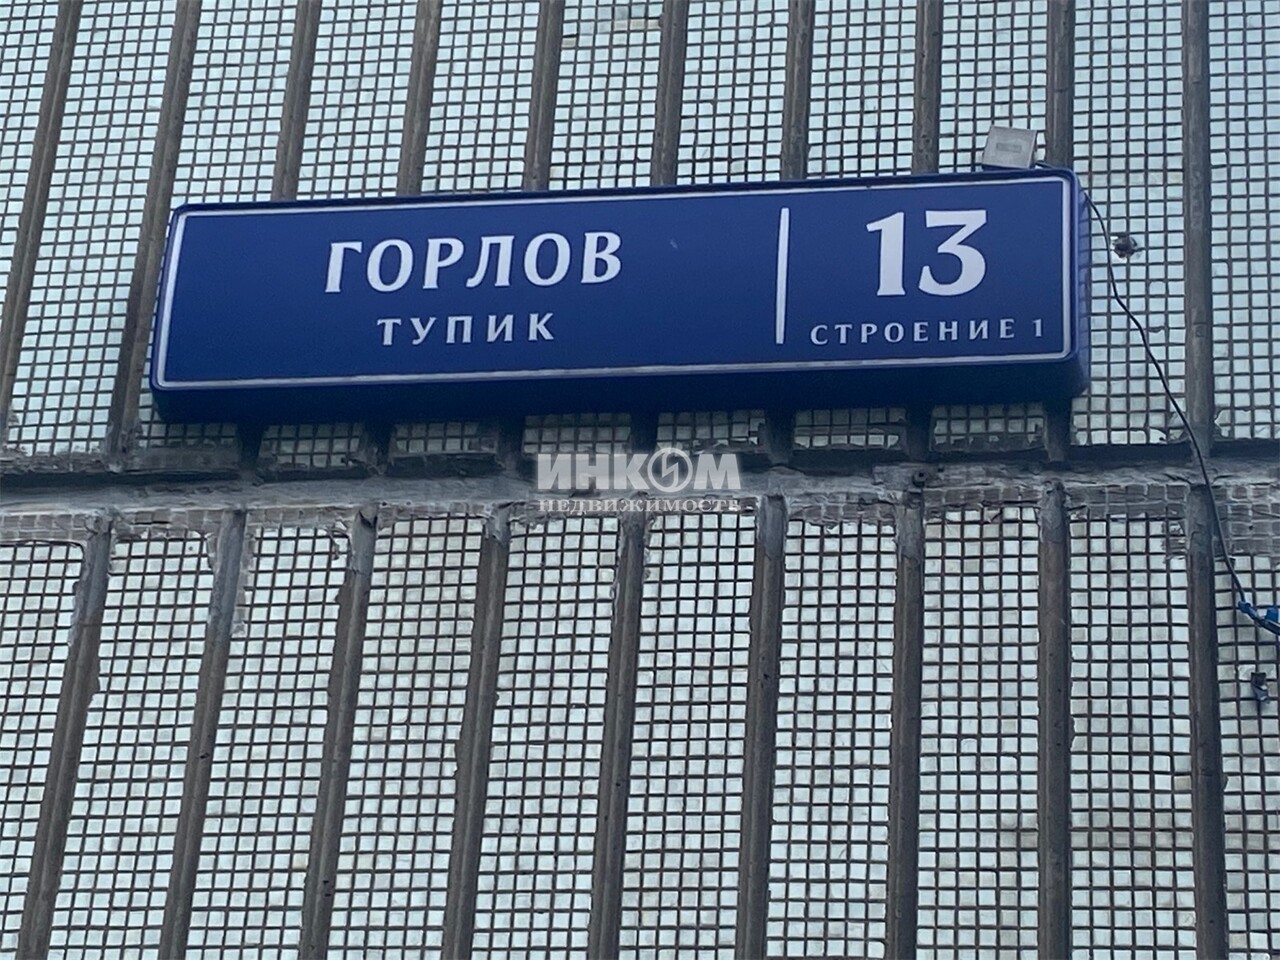 ГОРЛОВ
ТУПИК
13
СТРОЕНИЕ 1
ИНКОМ
НЕДВИЖИМОСТЬ